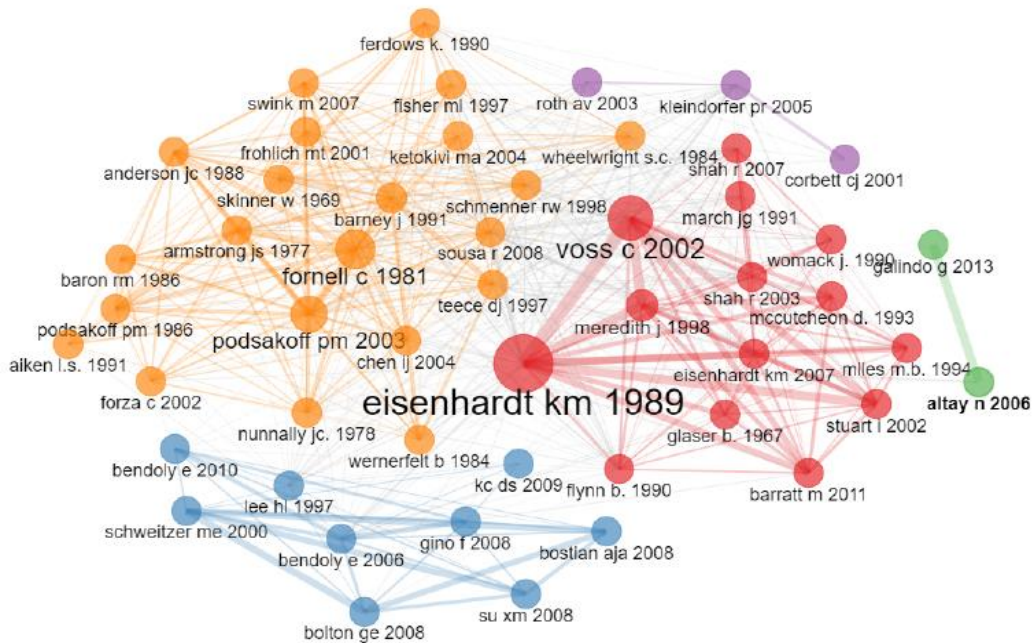 ferdows k. 1990
swink m 2007
fisher ml 1997
roth av 2003
kleindorfer pr 2005
frohlich mt 2001
ketokivi ma 2004
wheelwright s.c. 1984
shah r 2007
anderson jc 1988
corbett cj 2001
skinner w 1969
barney j 1991
schmenner rw 1998
march jg 1991
armstrong js 1977
sousa r 2008
voss c 2002
womack j. 1990
galindo g 2013
baron rm 1986
fornell c 1981
teece dj 1997
shah r 2003
mccutcheon d. 1993
podsakoff pm 1986
podsakoff pm 2003
meredith j 1998
aiken l.s. 1991
chen ij 2004
eisenhardt km 2007
miles m.b. 1994
forza c 2002
eisenhardt km 1989
altay n 2006
nunnally jc. 1978
glaser b. 1967
stuart i 2002
wernerfelt b 1984
bendoly e 2010
kc ds 2009
flynn b. 1990
barratt m 2011
lee hl 1997
schweitzer me 2000
bendoly e 2006
gino f 2008
bostian aja 2008
su xm 2008
bolton ge 2008